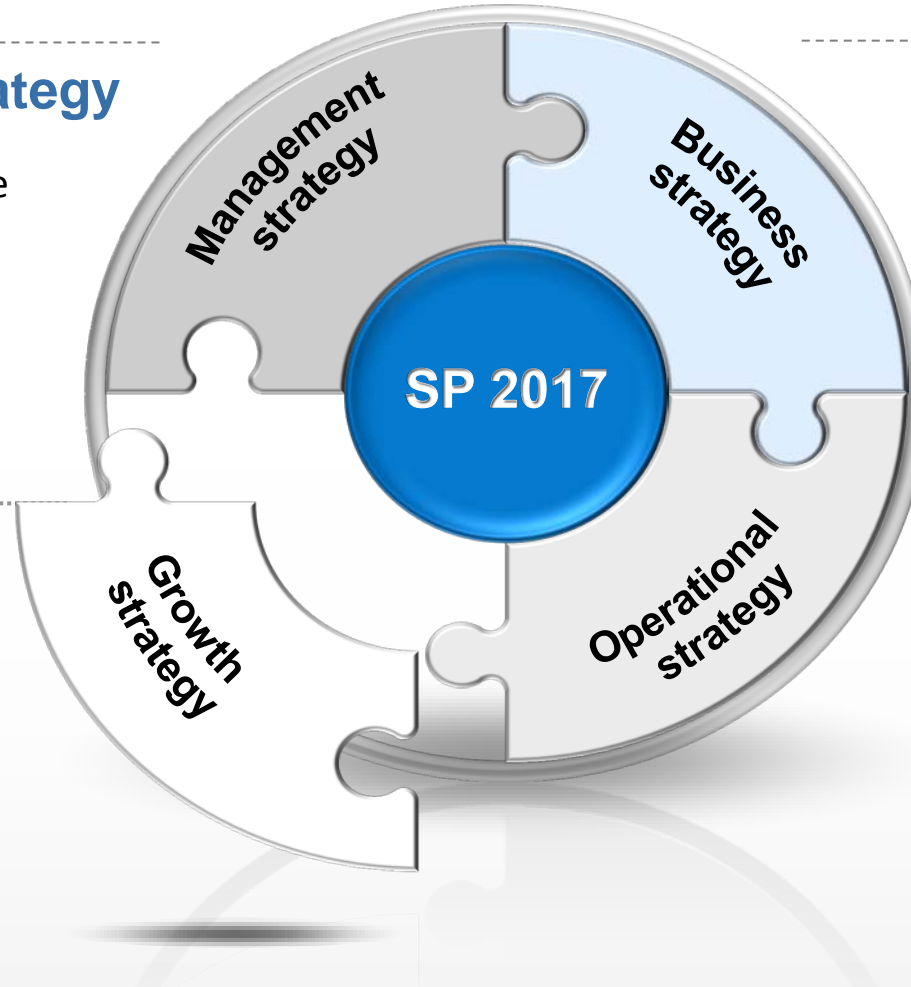 ategy
e
Management
strategy
Business
strategy
SP 2017
Growth
strategy
Operational
strategy